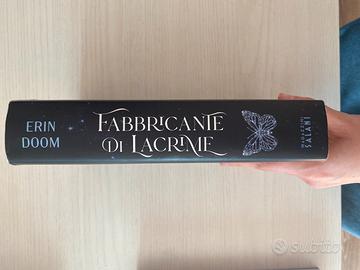 ERIN
DOOM
FABBRICANTE
DI LACRIME
MAGAZZINI
SALANI
subito